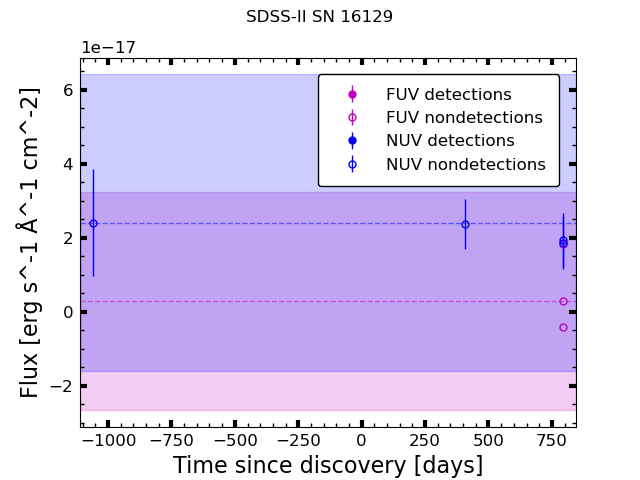 SDSS-II SN 16129
1e−17
6
4
2
0
−2
Flux [erg s^-1 Å^-1 cm^-2]
FUV detections
FUV nondetections
NUV detections
NUV nondetections
−1000 −750 −500 −250 0 250 500 750
Time since discovery [days]